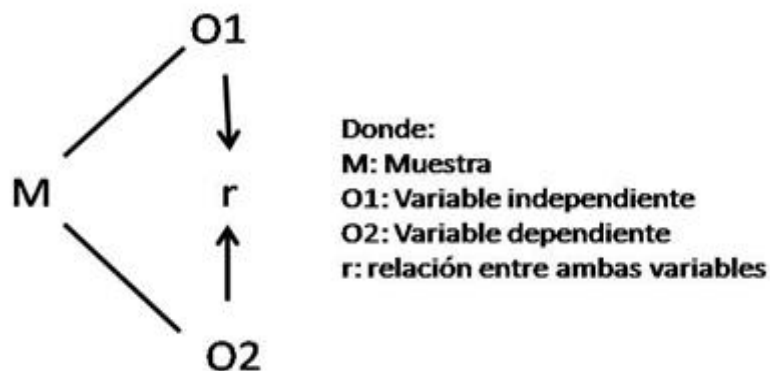 O1
M
r
O2
Donde:
M: Muestra
O1: Variable independiente
O2: Variable dependiente
r: relación entre ambas variables